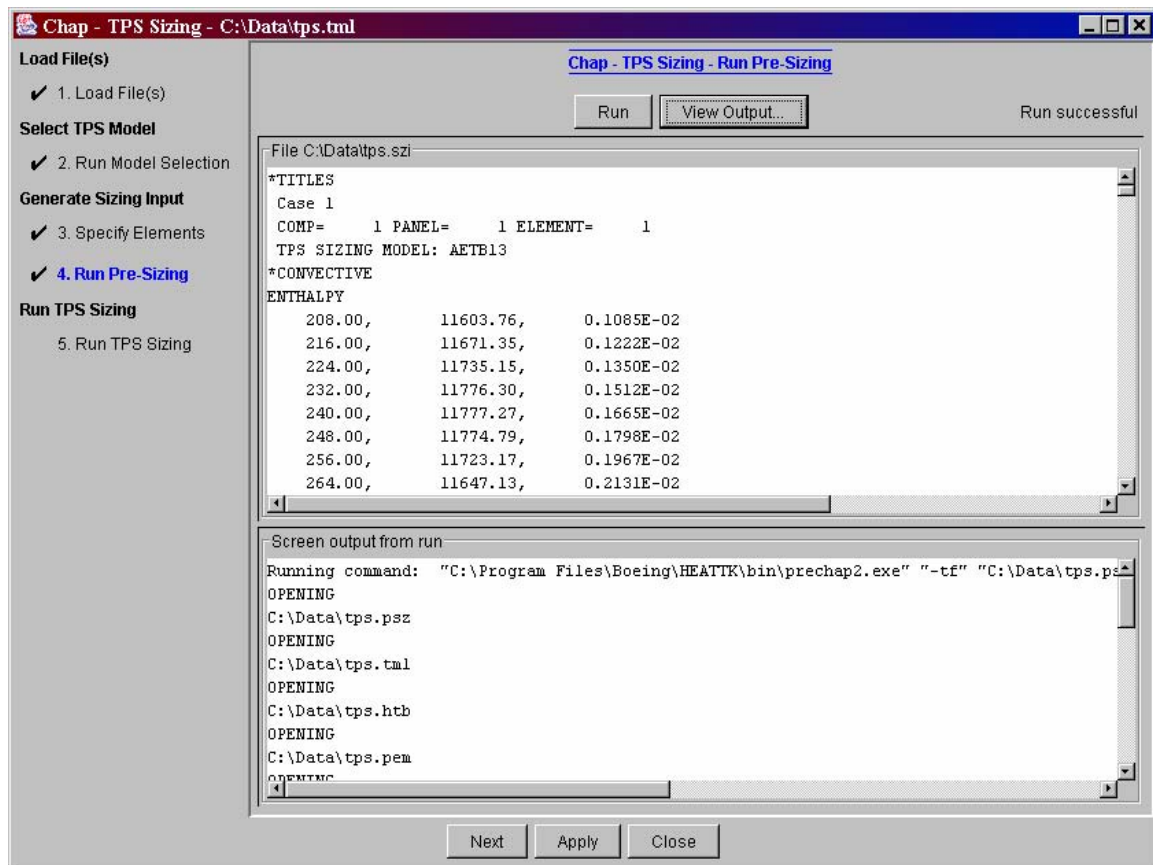 Chap - TPS Sizing - C:\Data\tps.tml
Load File(s)
✔ 1. Load File(s)
Select TPS Model
✔ 2. Run Model Selection
Generate Sizing Input
✔ 3. Specify Elements
✔ 4. Run Pre-Sizing
Run TPS Sizing
5. Run TPS Sizing
Chap - TPS Sizing - Run Pre-Sizing
Run View Output... Run successful
File C:\Data\tps.szi
*TITLES
Case 1
COMP= 1 PANEL= 1 ELEMENT= 1
TPS SIZING MODEL: AETB13
*CONVECTIVE
ENTHALPY
208.00, 11603.76, 0.1085E-02
216.00, 11671.35, 0.1222E-02
224.00, 11735.15, 0.1350E-02
232.00, 11776.30, 0.1512E-02
240.00, 11777.27, 0.1665E-02
248.00, 11774.79, 0.1798E-02
256.00, 11723.17, 0.1967E-02
264.00, 11647.13, 0.2131E-02
Screen output from run
Running command: "C:\Program Files\Boeing\HEATTK\bin\prechap2.exe" "-tf" "C:\Data\tps.ps
OPENING
C:\Data\tps.psz
OPENING
C:\Data\tps.tml
OPENING
C:\Data\tps.htb
OPENING
C:\Data\tps.pem
OPENING
Next Apply Close